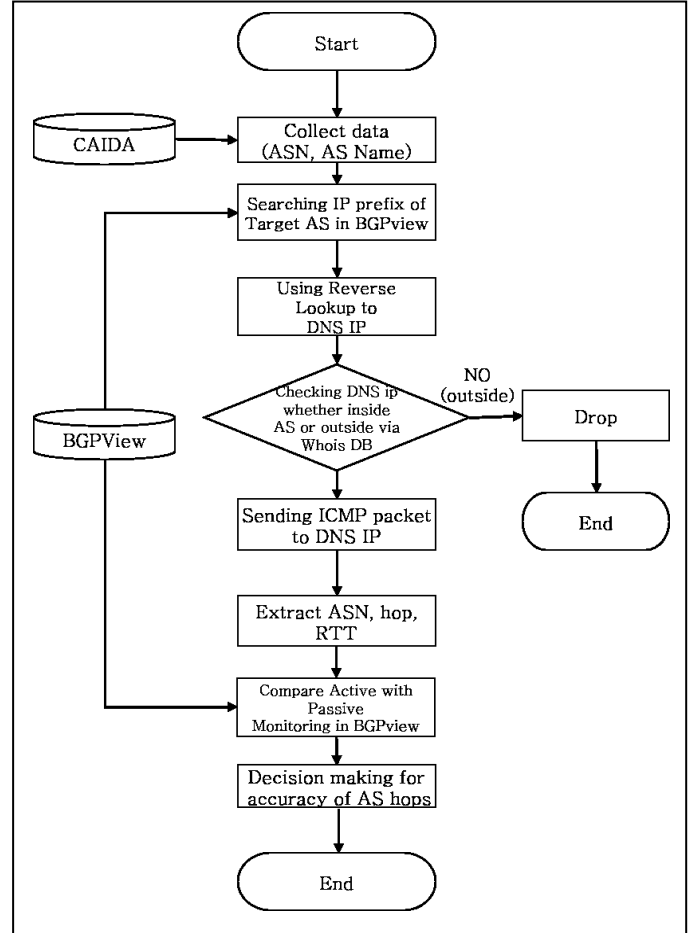 Start
CAIDA
Collect data
(ASN, AS Name)
Searching IP prefix of
Target AS in BGPview
Using Reverse
Lookup to
DNS IP
Checking DNS ip
whether inside
AS or outside via
Whois DB
NO
(outside)
Drop
End
BGPView
Sending ICMP packet
to DNS IP
Extract ASN, hop,
RTT
Compare Active with
Passive
Monitoring in BGPview
Decision making for
accuracy of AS hops
End